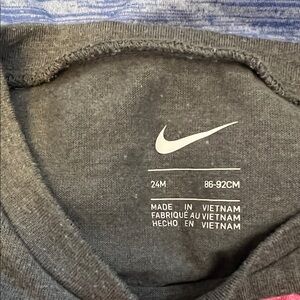 24M 86-92CM
MADE IN VIETNAM
FABRIQUÉ AU VIETNAM
HECHO EN VIETNAM